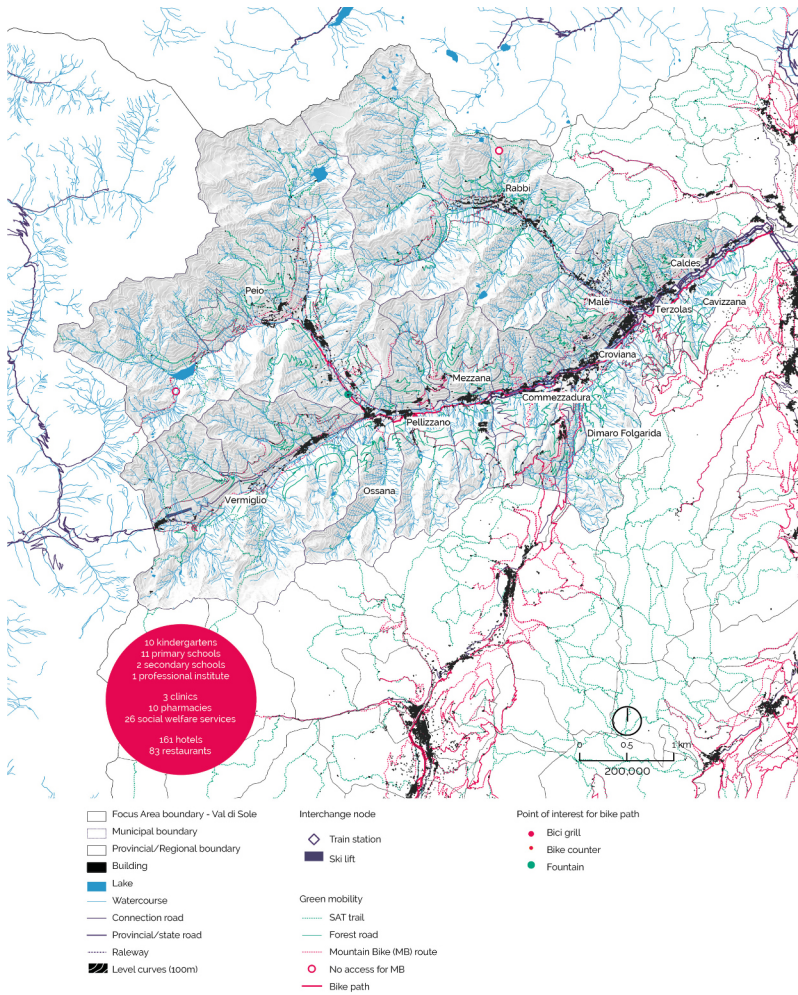 Rabbi
Caldes
Peio
Malè
Terzolas
Cavizzana
Croviana
Mezzana
Commezzadura
Pellizzano
Dimaro Folgarida
Ossana
Vermiglio
10 kindergartens
11 primary schools
2 secondary schools
1 professional institute
3 clinics
10 pharmacies
26 social welfare services
161 hotels
83 restaurants
0 0,5 1 km
200,000
Focus Area boundary - Val di Sole
Municipal boundary
Provincial/Regional boundary
Building
Lake
Watercourse
Connection road
Provincial/state road
Raleway
Level curves (100m)
Interchange node
Train station
Ski lift
Green mobility
SAT trail
Forest road
Mountain Bike (MB) route
No access for MB
Bike path
Point of interest for bike path
Bici grill
Bike counter
Fountain